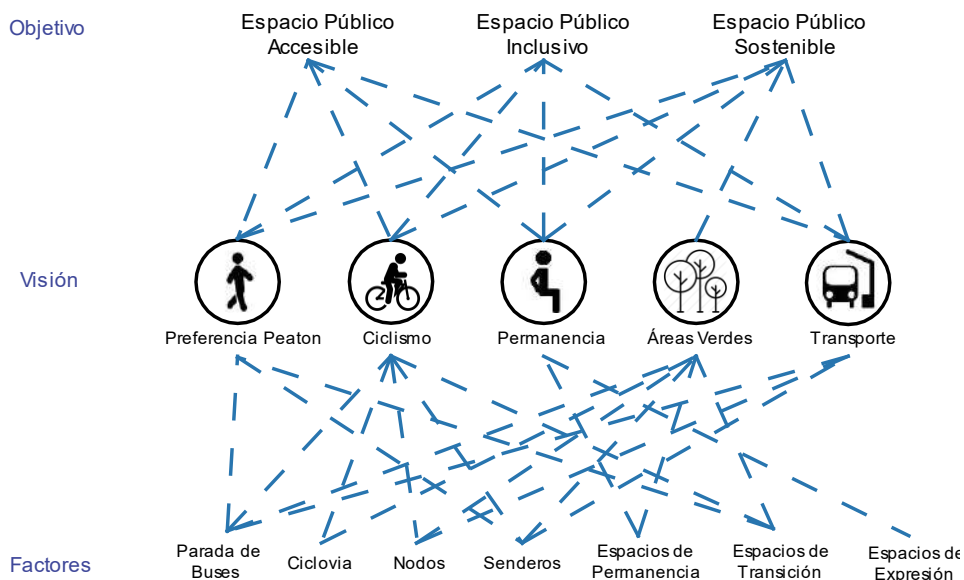 Objetivo
Espacio Público
Accesible
Espacio Público
Inclusivo
Espacio Público
Sostenible
Visión
Preferencia Peaton
Ciclismo
Permanencia
Áreas Verdes
Transporte
Factores
Parada de
Buses
Ciclovia
Nodos
Senderos
Espacios de
Permanencia
Espacios de
Transición
Espacios de
Expresión